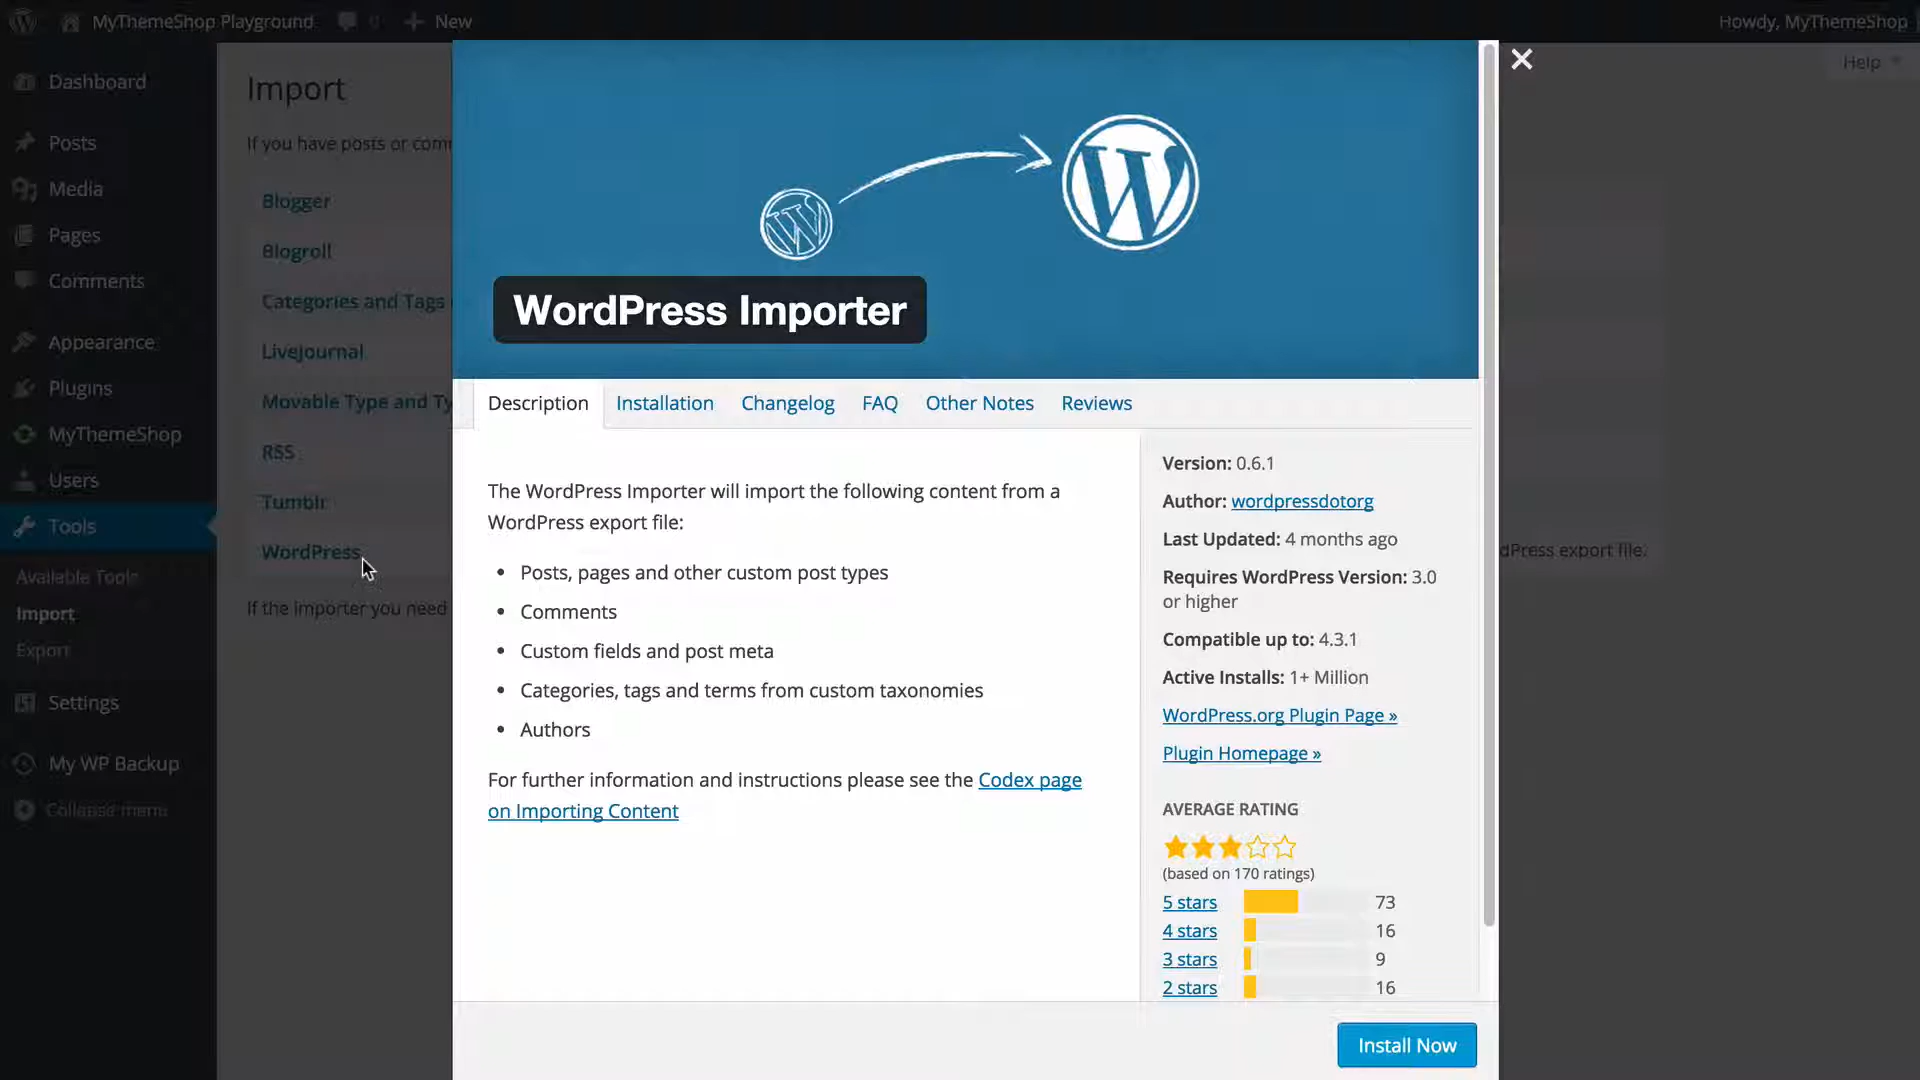 MyThemeShop Playground
0
New
Howdy, MyThemeShop
Help
Dashboard
Posts
Media
Pages
Comments
Appearance
Plugins
MyThemeShop
Users
Tools
Available Tools
Import
Export
Settings
My WP Backup
Collapse menu
Import
If you have posts or
Blogger
Blogroll
Categories and Tags
LiveJournal
Movable Type and
RSS
Tumblr
WordPress
If the importer you need
export file.
WordPress Importer
Description
Installation
Changelog
FAQ
Other Notes
Reviews
The WordPress Importer will import the following content from a
WordPress export file:
• Posts, pages and other custom post types
• Comments
• Custom fields and post meta
• Categories, tags and terms from custom taxonomies
• Authors
For further information and instructions please see the Codex page
on Importing Content
Version: 0.6.1
Author: wordpressdotorg
Last Updated: 4 months ago
Requires WordPress Version: 3.0
or higher
Compatible up to: 4.3.1
Active Installs: 1+ Million
WordPress.org Plugin Page »
Plugin Homepage »
AVERAGE RATING
(based on 170 ratings)
5 stars 73
4 stars 16
3 stars 9
2 stars 16
Install Now